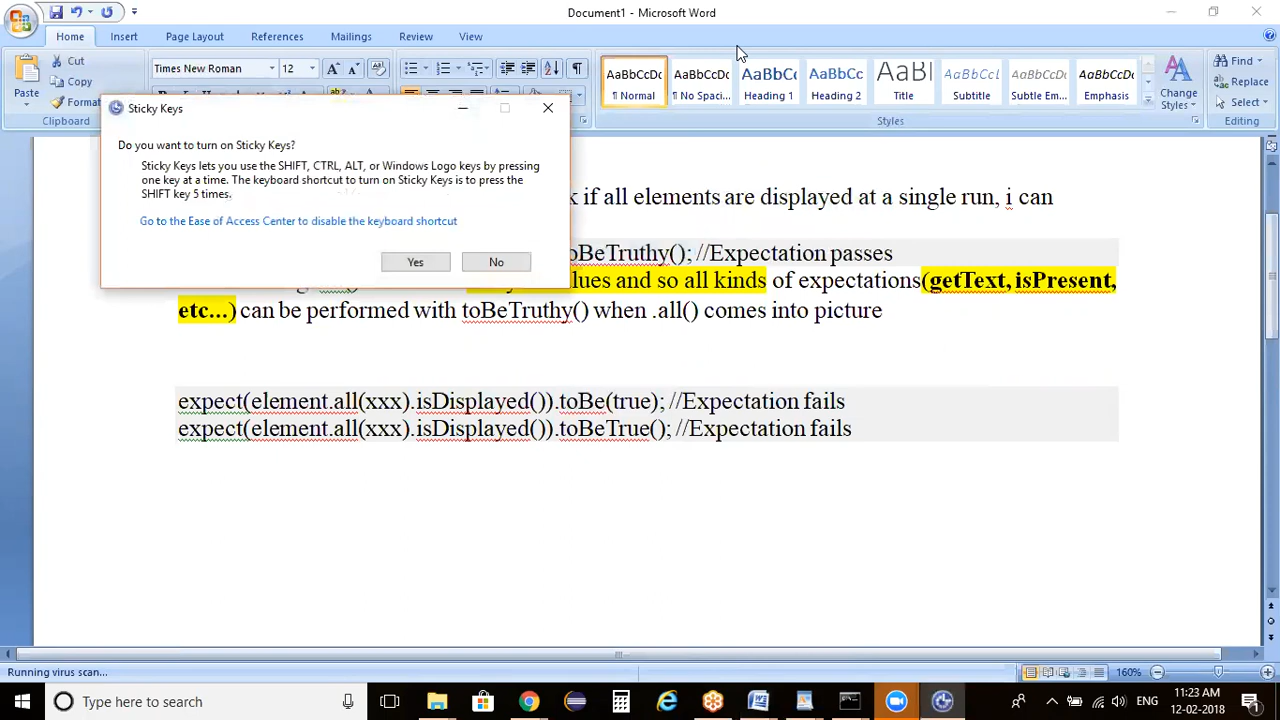 Document1 - Microsoft Word
Home Insert Page Layout References Mailings Review View
Paste
Cut
Copy
Forma
Clipboard
Times New Roman 12
AaBbCcDc AaBbCcDc AaBbCc AaBbCc AaBl AaBbCcL AaBbCcDc AaBbCcDc
¶ Normal ¶ No Spaci... Heading 1 Heading 2 Title Subtitle Subtle Em... Emphasis
Styles
Change Styles
Find
Replace
Select
Editing
Sticky Keys
Do you want to turn on Sticky Keys?
Sticky Keys lets you use the SHIFT, CTRL, ALT, or Windows Logo keys by pressing
one key at a time. The keyboard shortcut to turn on Sticky Keys is to press the
SHIFT key 5 times.
Go to the Ease of Access Center to disable the keyboard shortcut
Yes No
k if all elements are displayed at a single run, i can
oBeTruthy(); //Expectation passes
lues and so all kinds of expectations(getText, isPresent,
etc...) can be performed with toBeTruthy() when .all() comes into picture
expect(element.all(xxx).isDisplayed()).toBe(true); //Expectation fails
expect(element.all(xxx).isDisplayed()).toBeTrue(); //Expectation fails
Running virus scan...
160%
Type here to search
ENG
11:23 AM
12-02-2018